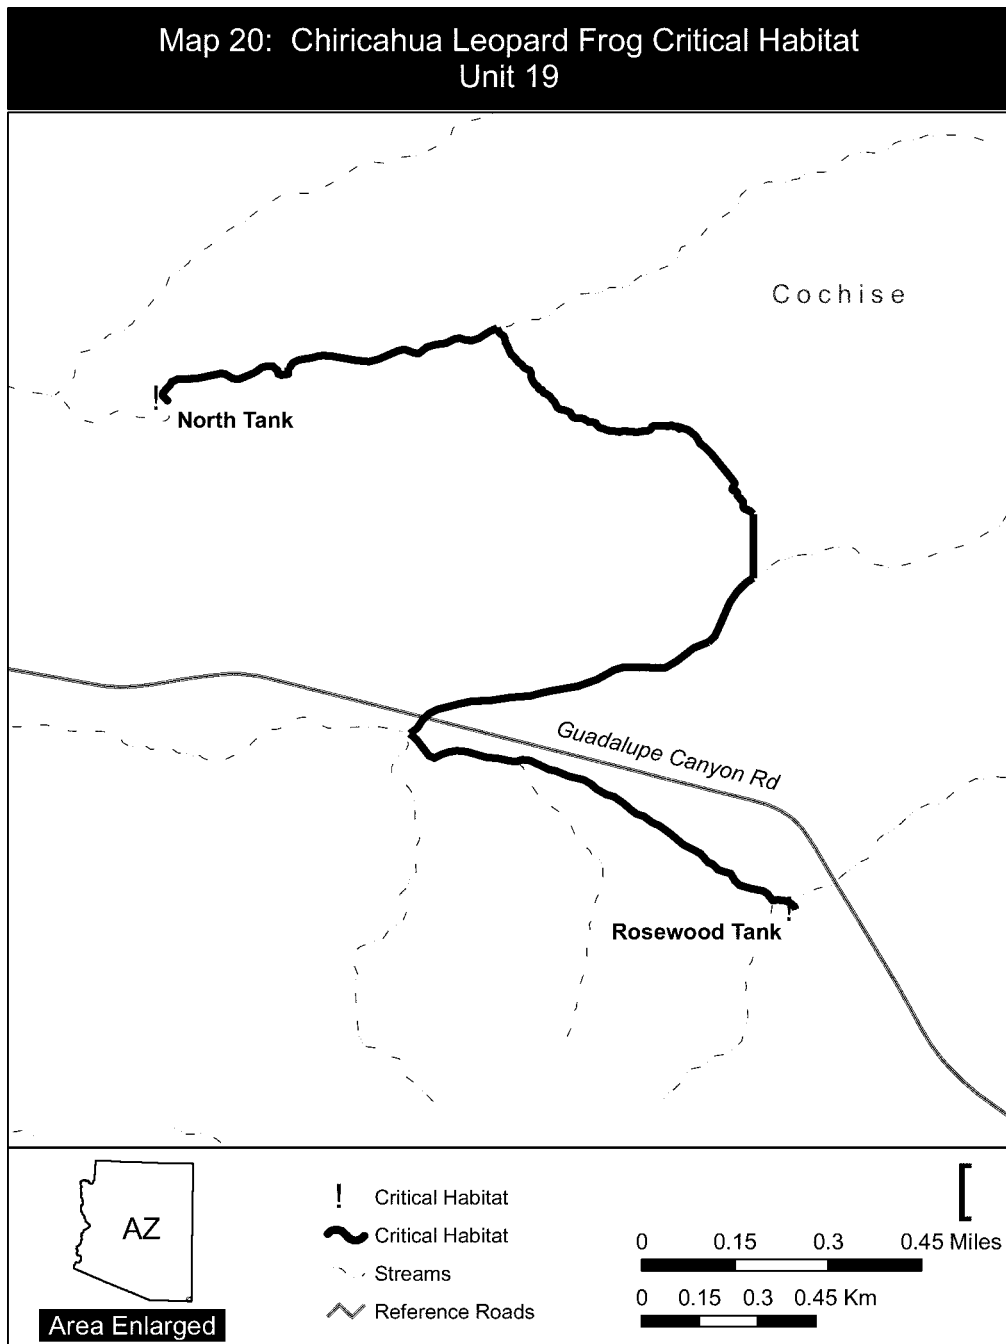 Map 20: Chiricahua Leopard Frog Critical Habitat
Unit 19
Cochise
!
North Tank
Guadalupe Canyon Rd
!
Rosewood Tank
AZ
Area Enlarged
! Critical Habitat
Critical Habitat
Streams
Reference Roads
[
0 0.15 0.3 0.45 Miles
0 0.15 0.3 0.45 Km